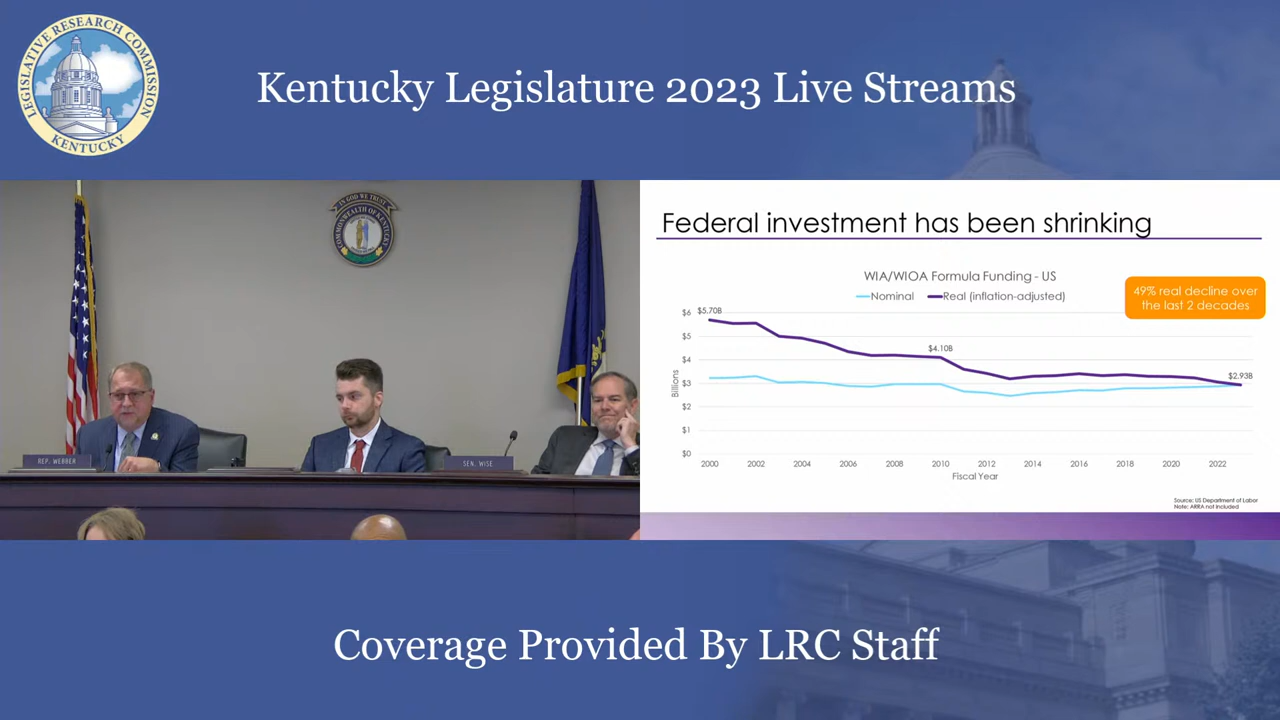 LEGISLATIVE RESEARCH COMMISSION
KENTUCKY
Kentucky Legislature 2023 Live Streams
IN GOD WE TRUST
COMMONWEALTH OF KENTUCKY
REP. WEBBER
SEN. WISE
Federal investment has been shrinking
WIA/WIOA Formula Funding - US
Nominal Real (inflation-adjusted)
49% real decline over
the last 2 decades
$5.70B
$4.10B
$2.93B
Billions
$6
$5
$4
$3
$2
$1
$0
2000 2002 2004 2006 2008 2010 2012 2014 2016 2018 2020 2022
Fiscal Year
Source: US Department of Labor
Note: ARRA not included
Coverage Provided By LRC Staff